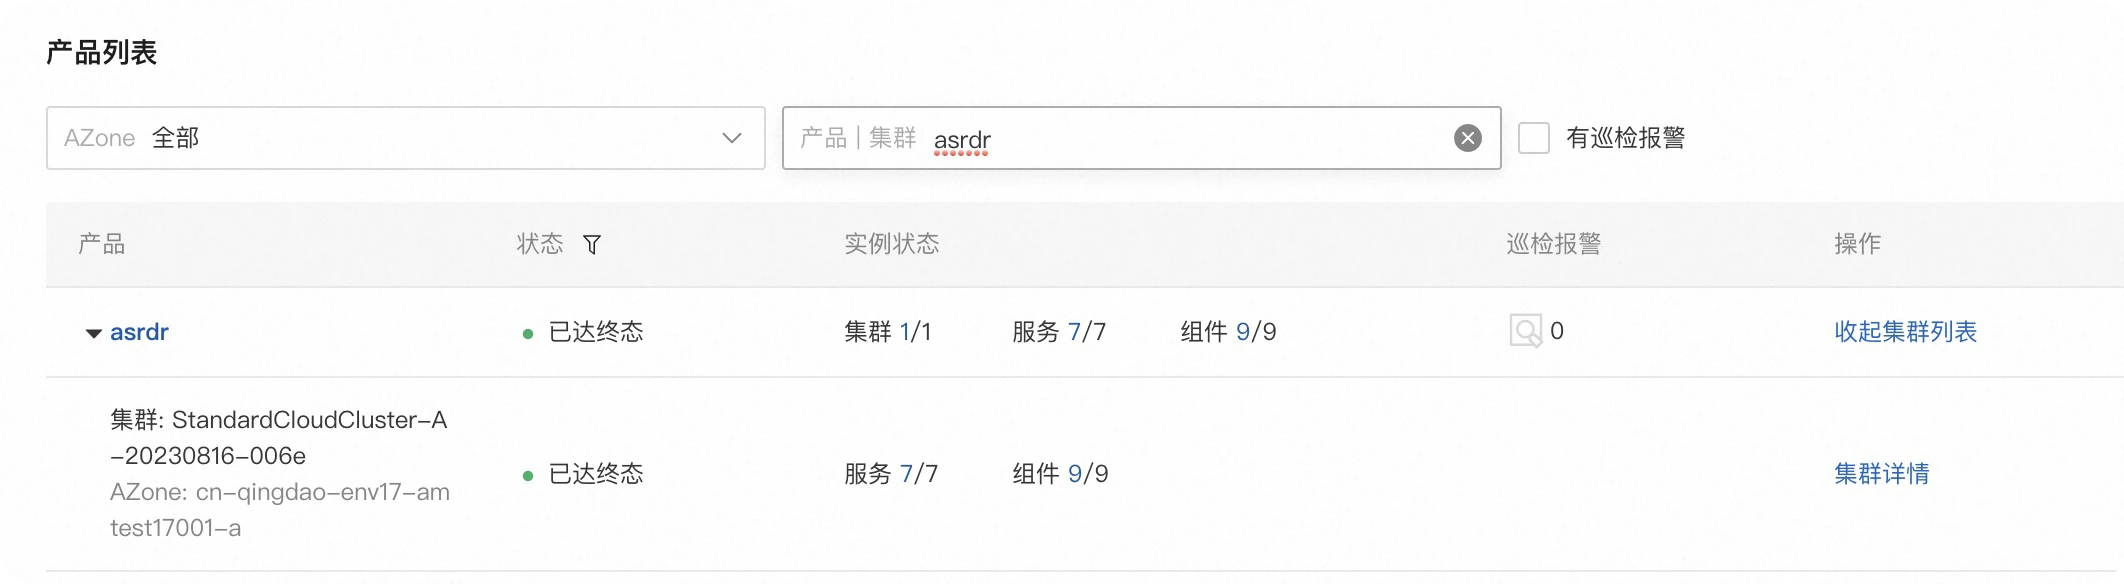 产品列表
AZone 全部
产品 | 集群 asrdr
有巡检报警
产品 状态 实例状态 巡检报警 操作
asrdr 已达终态 集群 1/1 服务 7/7 组件 9/9 0 收起集群列表
集群: StandardCloudCluster-A
-20230816-006e
AZone: cn-qingdao-env17-am
test17001-a
已达终态 服务 7/7 组件 9/9 集群详情